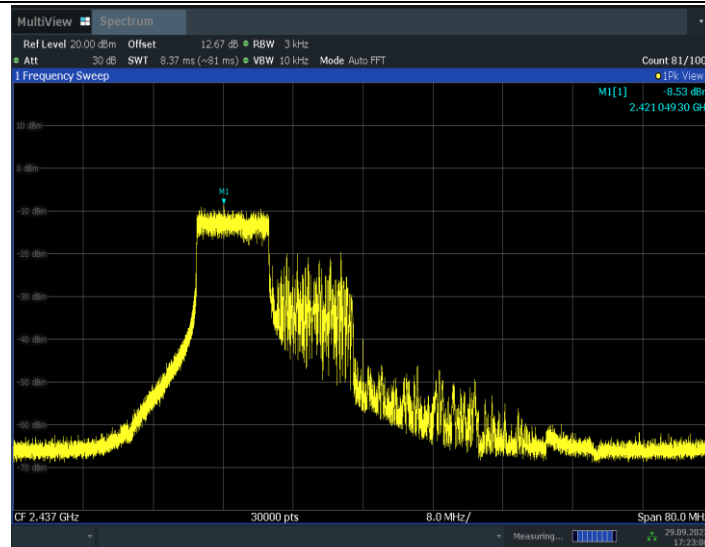 MultiView Spectrum
Ref Level 20.00 dBm Offset 12.67 dB RBW 3 kHz
Att 30 dB SWT 8.37 ms (~81 ms) VBW 10 kHz Mode Auto FFT Count 81/100
1 Frequency Sweep 1Pk View
M1[1] -8.53 dBm
2.421 049 30 GH
10 dBm
0 dBm
M1
-10 dBm
-20 dBm
-30 dBm
-40 dBm
-50 dBm
-60 dBm
-70 dBm
CF 2.437 GHz 30000 pts 8.0 MHz/ Span 80.0 MH
Measuring... 29.09.202
17:23:0